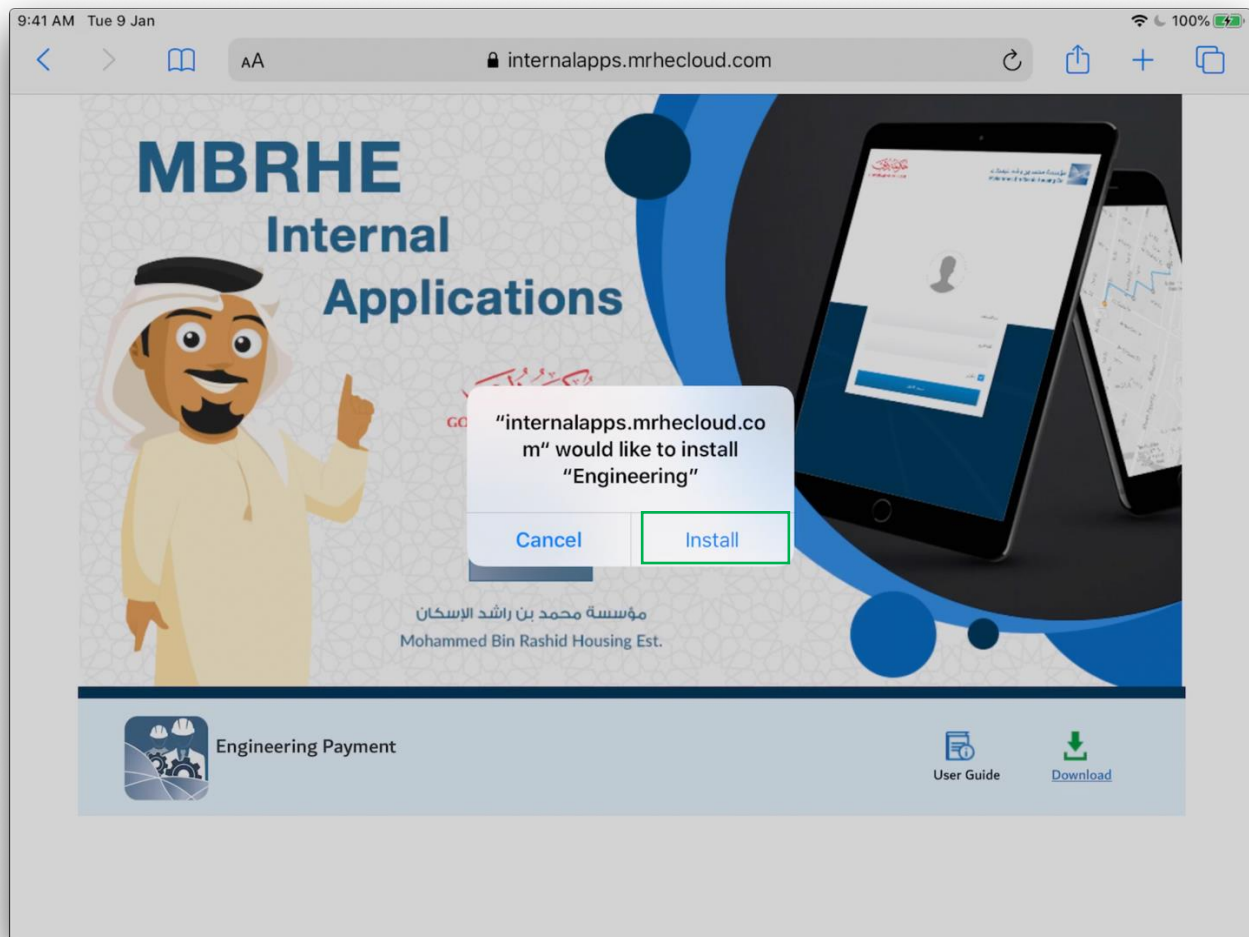 9:41 AM Tue 9 Jan
100%
AA
internalapps.mrhecloud.com
MBRHE
Internal
Applications
GO
“internalapps.mrhecloud.co
m“ would like to install
“Engineering”
Cancel
Install
مؤسسة محمد بن راشد الإسكان
Mohammed Bin Rashid Housing Est.
Engineering Payment
User Guide
Download